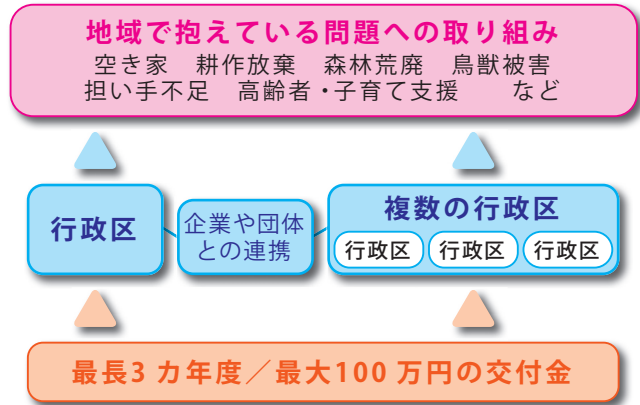 地域で抱えている問題への取り組み
空き家　耕作放棄　森林荒廃　鳥獣被害
担い手不足　高齢者・子育て支援　　など
行政区
企業や団体
との連携
複数の行政区
行政区　行政区　行政区
最長3 カ年度／最大100 万円の交付金